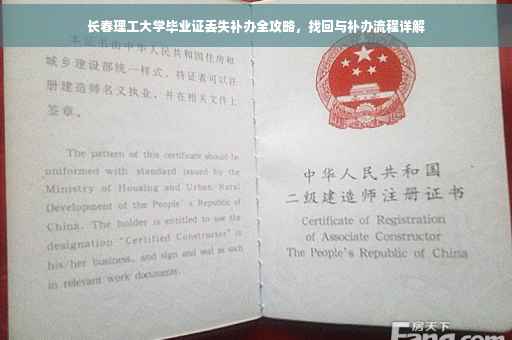 长春理工大学毕业证丢失补办全攻略，找回与补办流程详解
本证书由中华人民共和国住房和
城乡建设部统一样式，持证表可以在
册建造师名义执业，并在相关文件上
签章。
The pattern of this certificate should be
uniformed with standard issued by the
Ministry of Housing and Urban Rural
Development of the People's Republic of
China. The holder is entitled to use the
designation "Certified Constructor" in
his/her business, and sign and seal as such
in relevant work documents.
中华人民共和国
二级建造师注册证书
Certificate of Registration
of Associate Constructor
The People's Republic of China
房天下
Fang.com